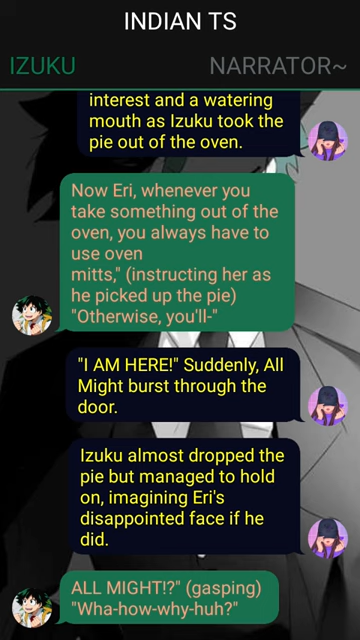 INDIAN TS
IZUKU NARRATOR~
interest and a watering
mouth as Izuku took the
pie out of the oven.
Now Eri, whenever you
take something out of the
oven, you always have to
use oven
mitts," (instructing her as
he picked up the pie)
"Otherwise, you'll-"
"I AM HERE!" Suddenly, All
Might burst through the
door.
Izuku almost dropped the
pie but managed to hold
on, imagining Eri's
disappointed face if he
did.
ALL MIGHT!?" (gasping)
"Wha-how-why-huh?"